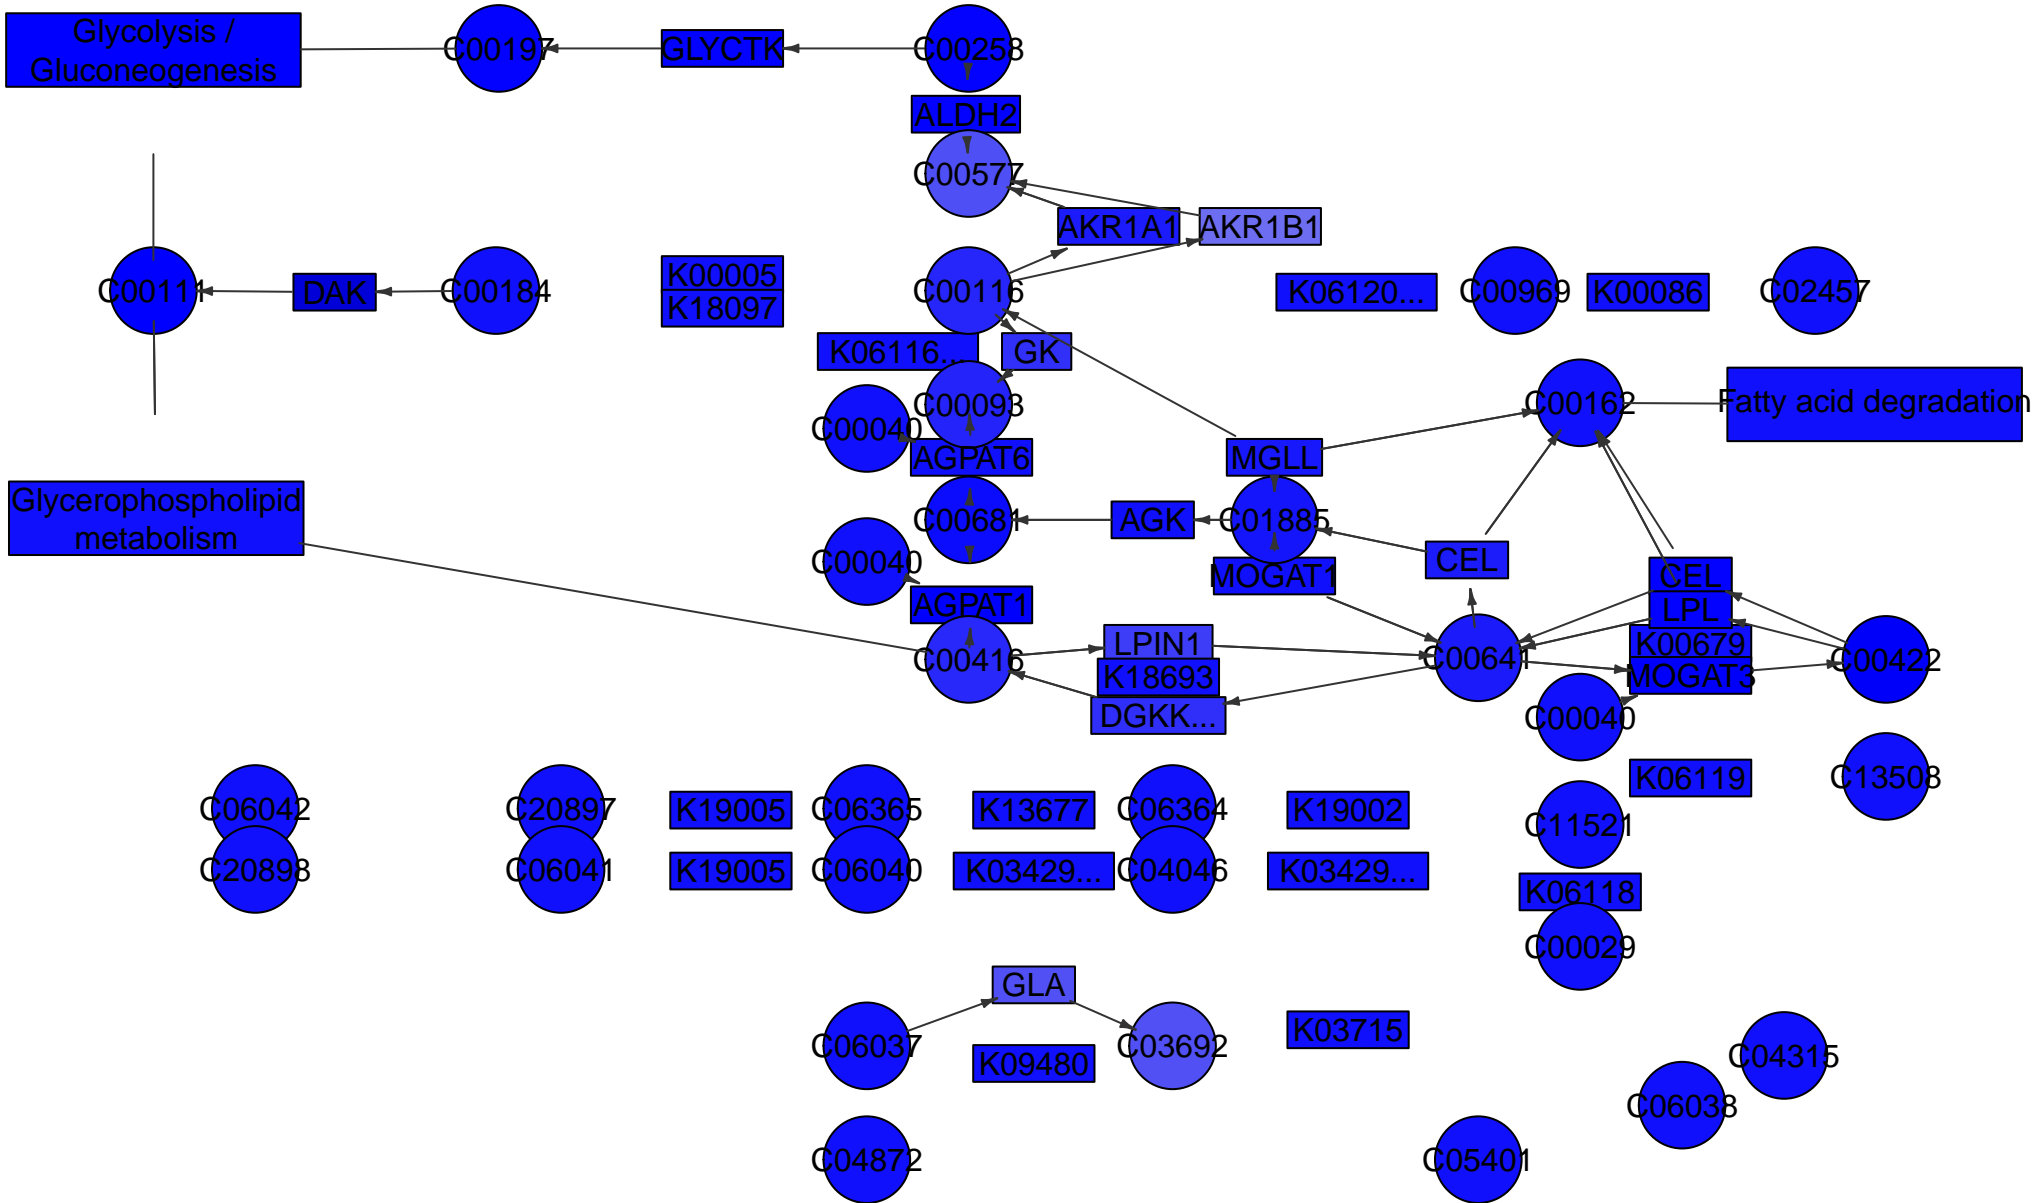 Glycolysis /
Gluconeogenesis
C00197
GLYCTK
C00258
ALDH2
C00577
AKR1A1
AKR1B1
C00111
DAK
C00184
K00005
K18097
C00116
K06120...
C00969
K00086
C02457
K06116...
GK
C00093
C00040
AGPAT6
MGLL
C00162
Fatty acid degradation
Glycerophospholipid
metabolism
C00681
AGK
C01885
C00040
MOGAT1
CEL
CEL
LPL
AGPAT1
C00416
LPIN1
K18693
DGKK...
C00641
K00679
MOGAT3
C00422
C00040
K06119
C13508
C06042
C20897
K19005
C06365
K13677
C06364
K19002
C11521
C20898
C06041
K19005
C06040
K03429...
C04046
K03429...
K06118
C00029
GLA
C06037
C03692
K03715
K09480
C04315
C06038
C04872
C05401